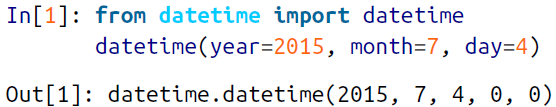 In[1]: from datetime import datetime
datetime(year=2015, month=7, day=4)
Out[1]: datetime.datetime(2015, 7, 4, 0, 0)